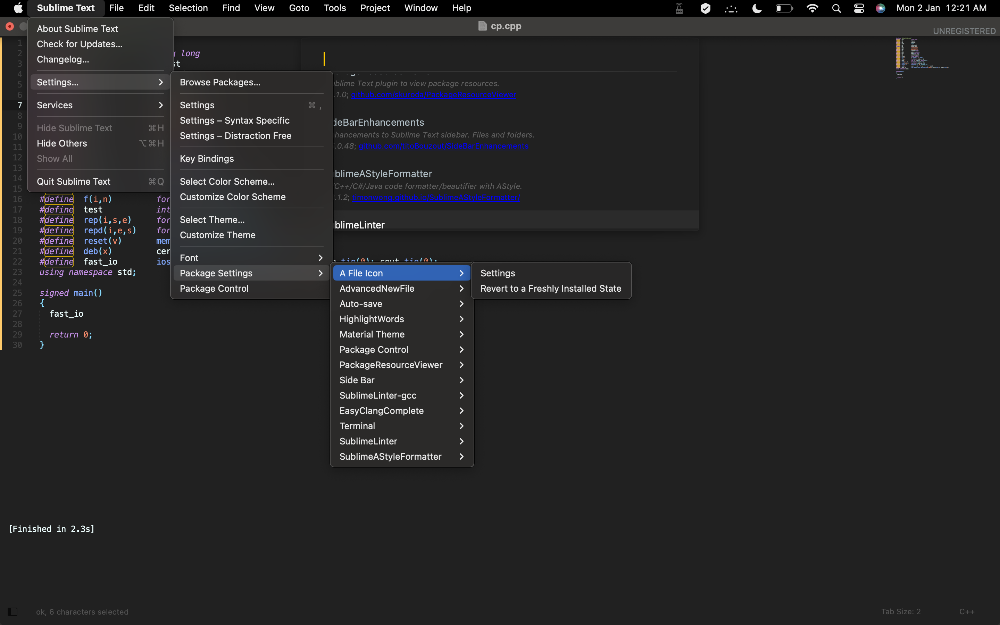 Sublime Text File Edit Selection Find View Goto Tools Project Window Help Mon 2 Jan 12:21 AM
cp.cpp
UNREGISTERED
About Sublime Text
Check for Updates...
Changelog...
Settings...
Services
Hide Sublime Text ⌘H
Hide Others ⌥⌘H
Show All
Quit Sublime Text ⌘Q
Browse Packages...
Settings ⌘ ,
Settings – Syntax Specific
Settings – Distraction Free
Key Bindings
Select Color Scheme...
Customize Color Scheme
Select Theme...
Customize Theme
Font
Package Settings
Package Control
A File Icon
AdvancedNewFile
Auto-save
HighlightWords
Material Theme
Package Control
PackageResourceViewer
Side Bar
SublimeLinter-gcc
EasyClangComplete
Terminal
SublimeLinter
SublimeAStyleFormatter
Settings
Revert to a Freshly Installed State
blime Text plugin to view package resources.
.1.0; github.com/skuroda/PackageResourceViewer
deBarEnhancements
hancements to Sublime Text sidebar. Files and folders.
.0.48; github.com/titoBouzout/SideBarEnhancements
blimeAStyleFormatter
/C++/C#/Java code formatter/beautifier with AStyle.
.1.2; timonwong.github.io/SublimeAStyleFormatter/
blimeLinter
1
2 long
3 st
4
5
6
7
8
9
10
11
12
13
14
15
16 #define f(i,n) for
17 #define test int
18 #define rep(i,s,e) for
19 #define repd(i,e,s) for
20 #define reset(v) mem
21 #define deb(x) cer
22 #define fast_io ios tie(0); cout.tie(0);
23 using namespace std;
24
25 signed main()
26 {
27 fast_io
28
29 return 0;
30 }
[Finished in 2.3s]
ok, 6 characters selected Tab Size: 2 C++